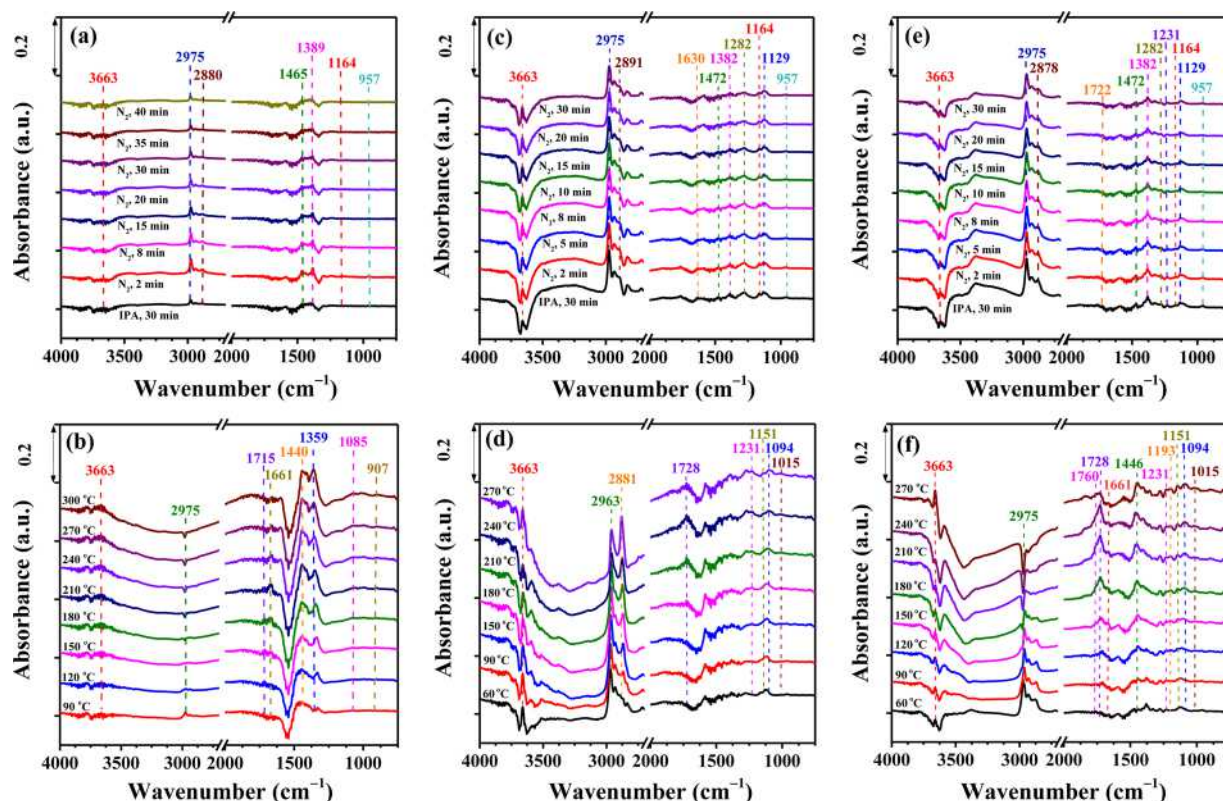 (a)
0.2
3663
2975
2880
1465
1389
1164
957
N2, 40 min
N2, 35 min
N2, 30 min
N2, 20 min
N2, 15 min
N2, 8 min
N2, 2 min
IPA, 30 min
Absorbance (a.u.)
4000 3500 3000 2000 1500 1000
Wavenumber (cm−1)
(c)
0.2
3663
2975
2891
1630
1472
1382
1282
1164
1129
957
N2, 30 min
N2, 20 min
N2, 15 min
N2, 10 min
N2, 8 min
N2, 5 min
N2, 2 min
IPA, 30 min
Absorbance (a.u.)
4000 3500 3000 2000 1500 1000
Wavenumber (cm−1)
(e)
0.2
3663
2975
2878
1722
1472
1382
1282
1231
1164
1129
957
N2, 30 min
N2, 20 min
N2, 15 min
N2, 10 min
N2, 8 min
N2, 5 min
N2, 2 min
IPA, 30 min
Absorbance (a.u.)
4000 3500 3000 2000 1500 1000
Wavenumber (cm−1)
(b)
0.2
3663
2975
1715
1661
1440
1359
1085
907
300 °C
270 °C
240 °C
210 °C
180 °C
150 °C
120 °C
90 °C
Absorbance (a.u.)
4000 3500 3000 1500 1000
Wavenumber (cm−1)
(d)
0.2
3663
2963
2881
1728
1231
1151
1094
1015
270 °C
240 °C
210 °C
180 °C
150 °C
90 °C
60 °C
Absorbance (a.u.)
4000 3500 3000 2000 1500 1000
Wavenumber (cm−1)
(f)
0.2
3663
2975
1760
1728
1661
1446
1231
1193
1151
1094
1015
270 °C
240 °C
210 °C
180 °C
150 °C
120 °C
90 °C
60 °C
Absorbance (a.u.)
4000 3500 3000 2000 1500 1000
Wavenumber (cm−1)